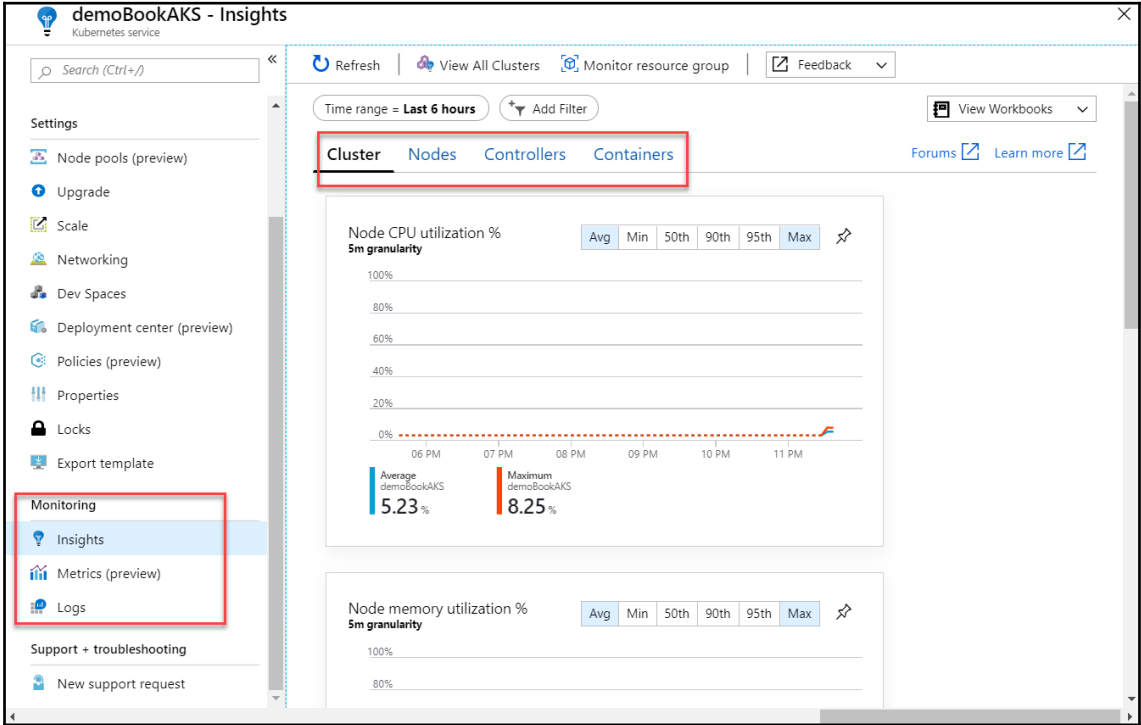 demoBookAKS - Insights
Kubernetes service
Search (Ctrl+/)
«
Settings
Node pools (preview)
Upgrade
Scale
Networking
Dev Spaces
Deployment center (preview)
Policies (preview)
Properties
Locks
Export template
Monitoring
Insights
Metrics (preview)
Logs
Support + troubleshooting
New support request
Refresh
View All Clusters
Monitor resource group
Feedback
Time range = Last 6 hours
Add Filter
View Workbooks
Cluster Nodes Controllers Containers
Forums Learn more
Node CPU utilization %
5m granularity
Avg Min 50th 90th 95th Max
100%
80%
60%
40%
20%
0%
06 PM 07 PM 08 PM 09 PM 10 PM 11 PM
Average
demoBookAKS
5.23 %
Maximum
demoBookAKS
8.25 %
Node memory utilization %
5m granularity
Avg Min 50th 90th 95th Max
100%
80%